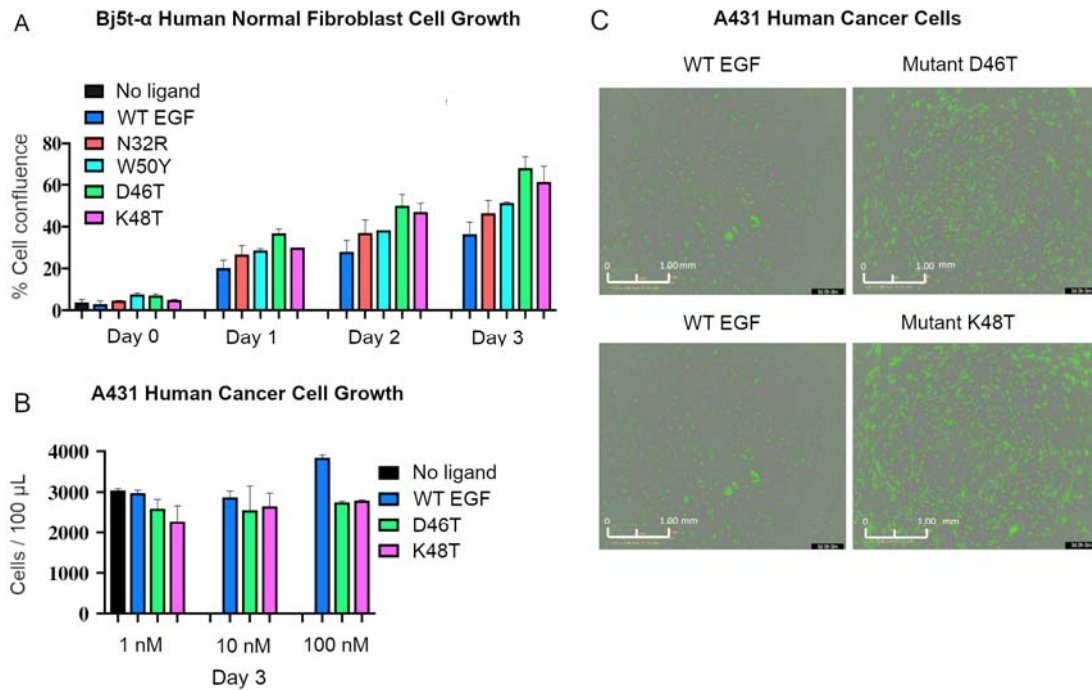 A
Bj5t-α Human Normal Fibroblast Cell Growth
No ligand
WT EGF
N32R
W50Y
D46T
K48T
% Cell confluence
80
60
40
20
0
Day 0
Day 1
Day 2
Day 3
B
A431 Human Cancer Cell Growth
Cells / 100 µL
4000
3000
2000
1000
0
No ligand
WT EGF
D46T
K48T
1 nM
10 nM
100 nM
Day 3
C
A431 Human Cancer Cells
WT EGF
Mutant D46T
0
1.00 mm
0
1.00 mm
WT EGF
Mutant K48T
0
1.00 mm
0
1.00 mm